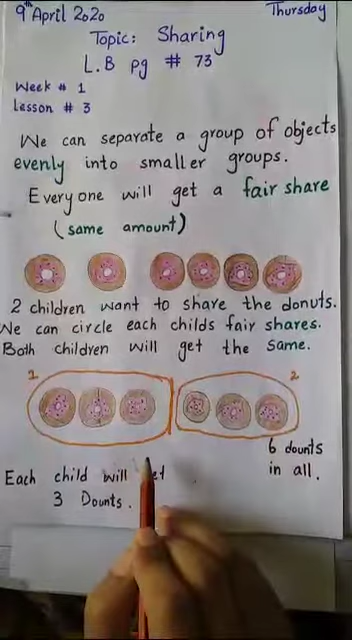 9th April 2020 Thursday
Topic: Sharing
L.B pg # 73
Week # 1
Lesson # 3
We can separate a group of objects
evenly into smaller groups.
Everyone will get a fair share
(same amount)
2 children want to share the donuts.
We can circle each childs fair shares.
Both children will get the same.
1 2
6 dounts
in all.
Each child will
3 Dounts.